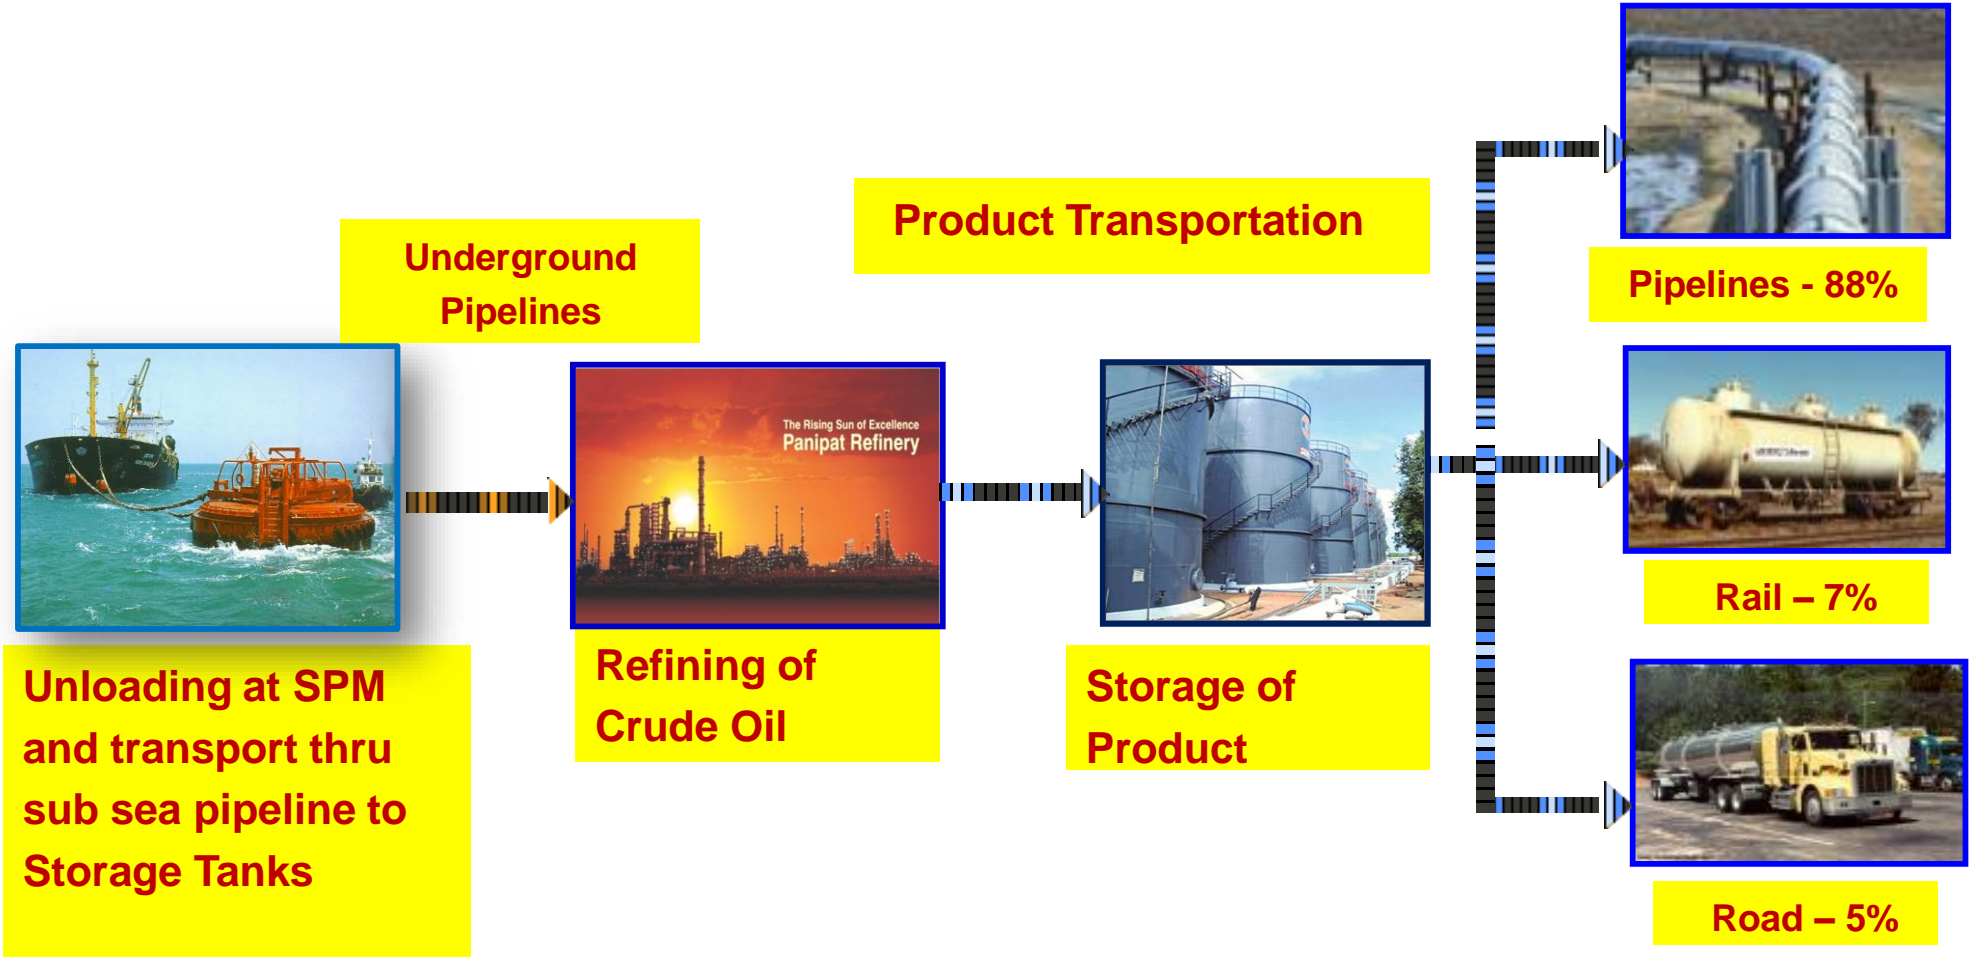 Underground
Pipelines
Product Transportation
Pipelines - 88%
The Rising Sun of Excellence
Panipat Refinery
Rail – 7%
Unloading at SPM
and transport thru
sub sea pipeline to
Storage Tanks
Refining of
Crude Oil
Storage of
Product
Road – 5%